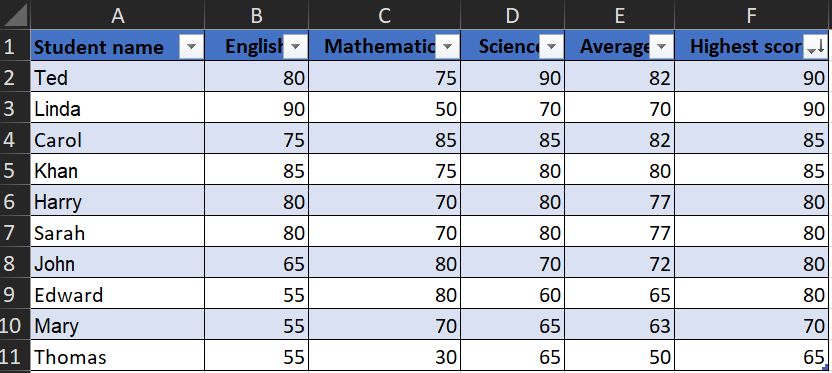 A B C D E F
1 Student name English Mathematic Science Average Highest scor
2 Ted 80 75 90 82 90
3 Linda 90 50 70 70 90
4 Carol 75 85 85 82 85
5 Khan 85 75 80 80 85
6 Harry 80 70 80 77 80
7 Sarah 80 70 80 77 80
8 John 65 80 70 72 80
9 Edward 55 80 60 65 80
10 Mary 55 70 65 63 70
11 Thomas 55 30 65 50 65